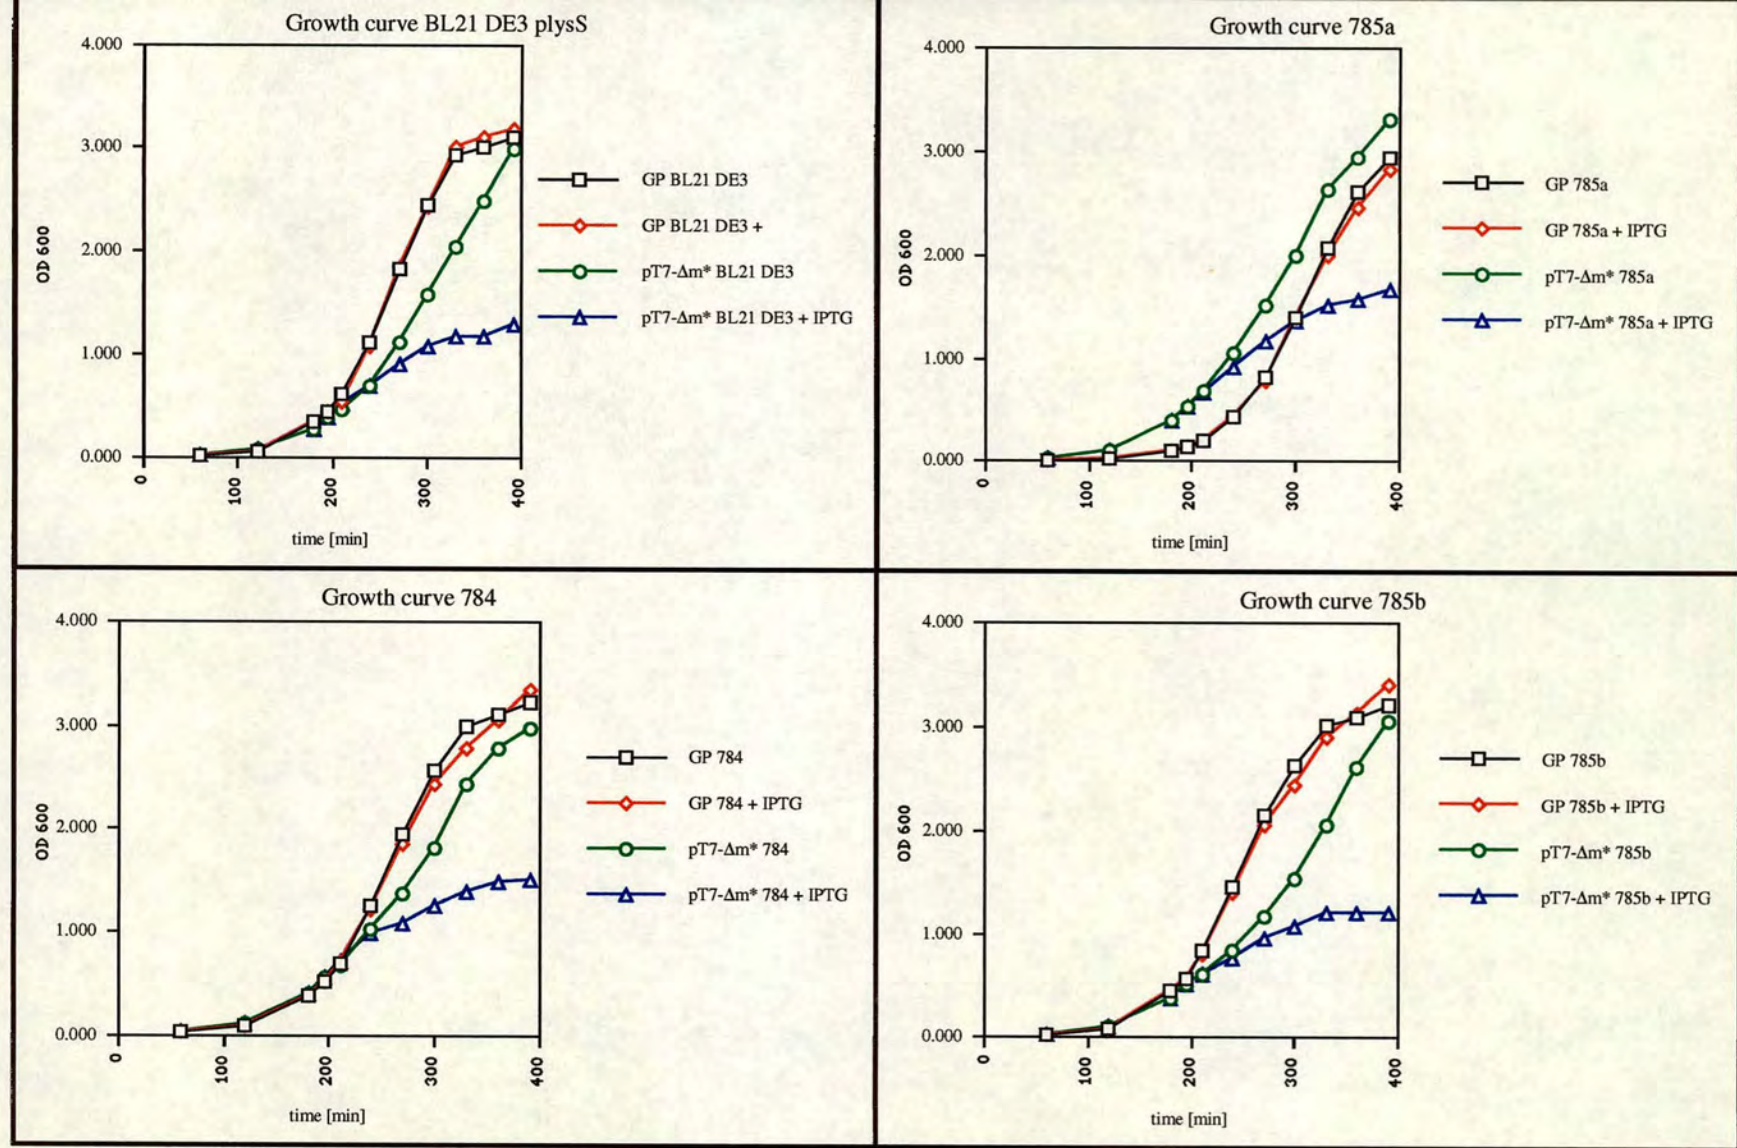 Growth curve BL21 DE3 plysS
4.000
3.000
2.000
1.000
0.000
OD 600
0
100
200
300
400
time [min]
GP BL21 DE3
GP BL21 DE3 +
pT7-Δm* BL21 DE3
pT7-Δm* BL21 DE3 + IPTG
Growth curve 785a
4.000
3.000
2.000
1.000
0.000
OD 600
0
100
200
300
400
time [min]
GP 785a
GP 785a + IPTG
pT7-Δm* 785a
pT7-Δm* 785a + IPTG
Growth curve 784
4.000
3.000
2.000
1.000
0.000
OD 600
0
100
200
300
400
time [min]
GP 784
GP 784 + IPTG
pT7-Δm* 784
pT7-Δm* 784 + IPTG
Growth curve 785b
4.000
3.000
2.000
1.000
0.000
OD 600
0
100
200
300
400
time [min]
GP 785b
GP 785b + IPTG
pT7-Δm* 785b
pT7-Δm* 785b + IPTG